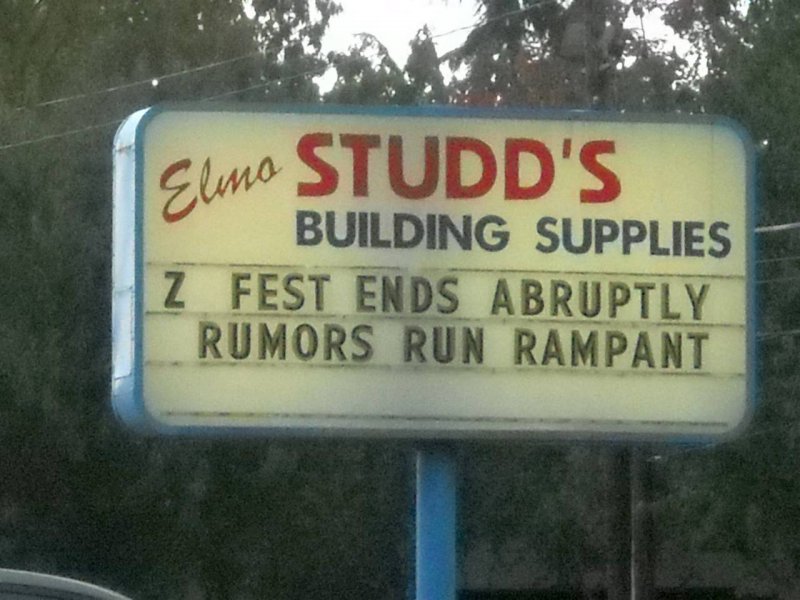 Elmo STUDD'S
BUILDING SUPPLIES
Z FEST ENDS ABRUPTLY
RUMORS RUN RAMPANT